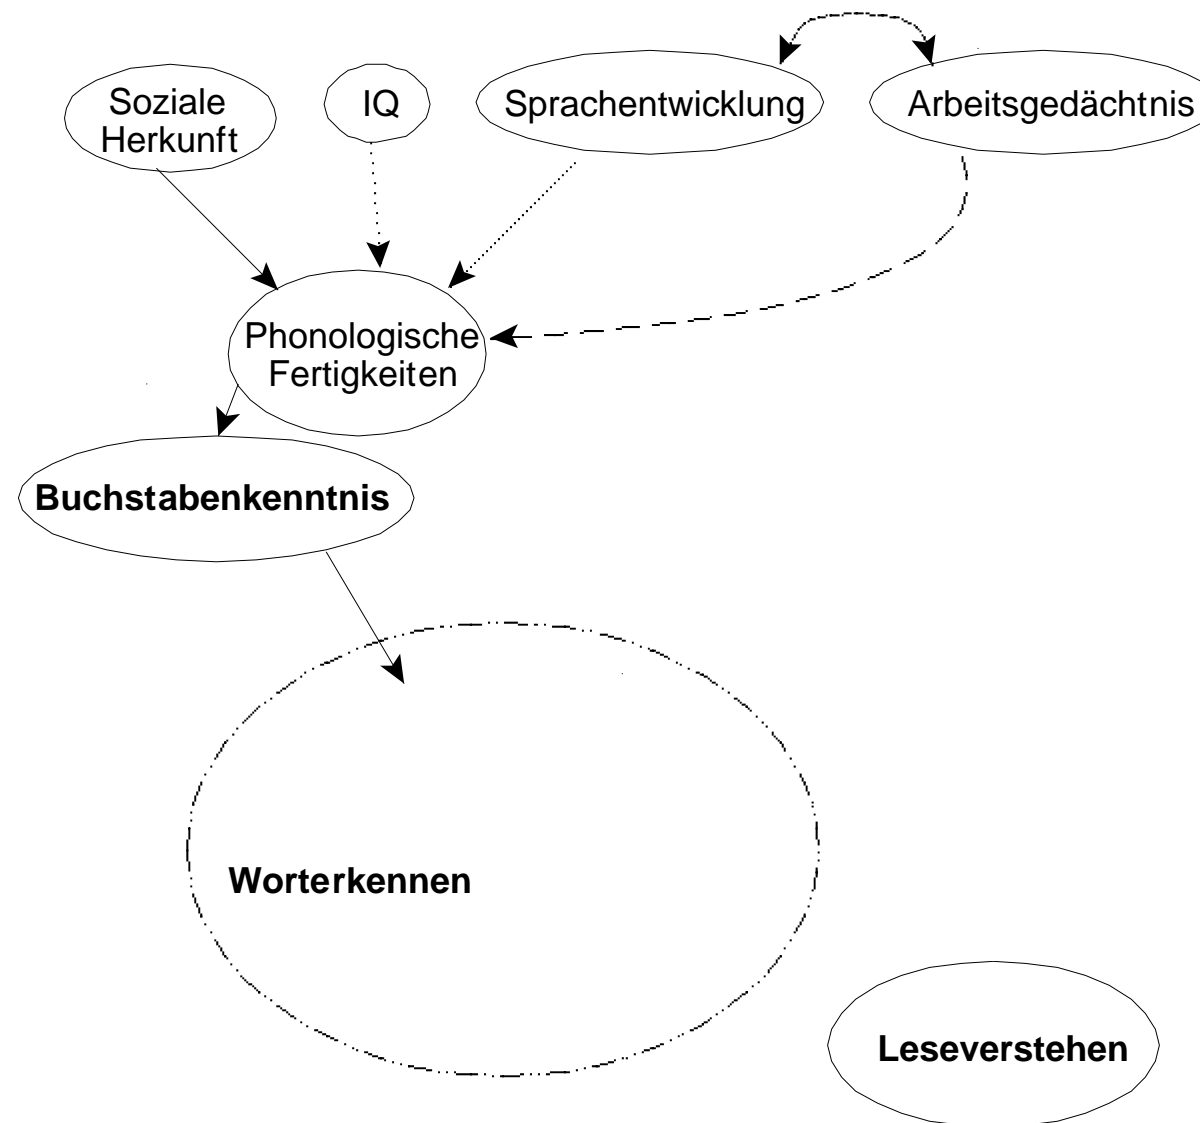 Soziale
Herkunft
IQ
Sprachentwicklung
Arbeitsgedächtnis
Phonologische
Fertigkeiten
Buchstabenkenntnis
Worterkennen
Leseverstehen